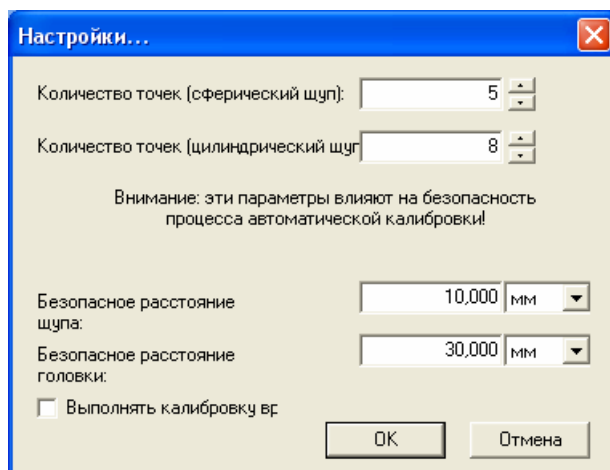 Настройки...
Количество точек (сферический щуп): 5
Количество точек (цилиндрический щуп 8
Внимание: эти параметры влияют на безопасность
процесса автоматической калибровки!
Безопасное расстояние 10,000 мм
щупа:
Безопасное расстояние 30,000 мм
головки:
Выполнять калибровку вр
OK Отмена